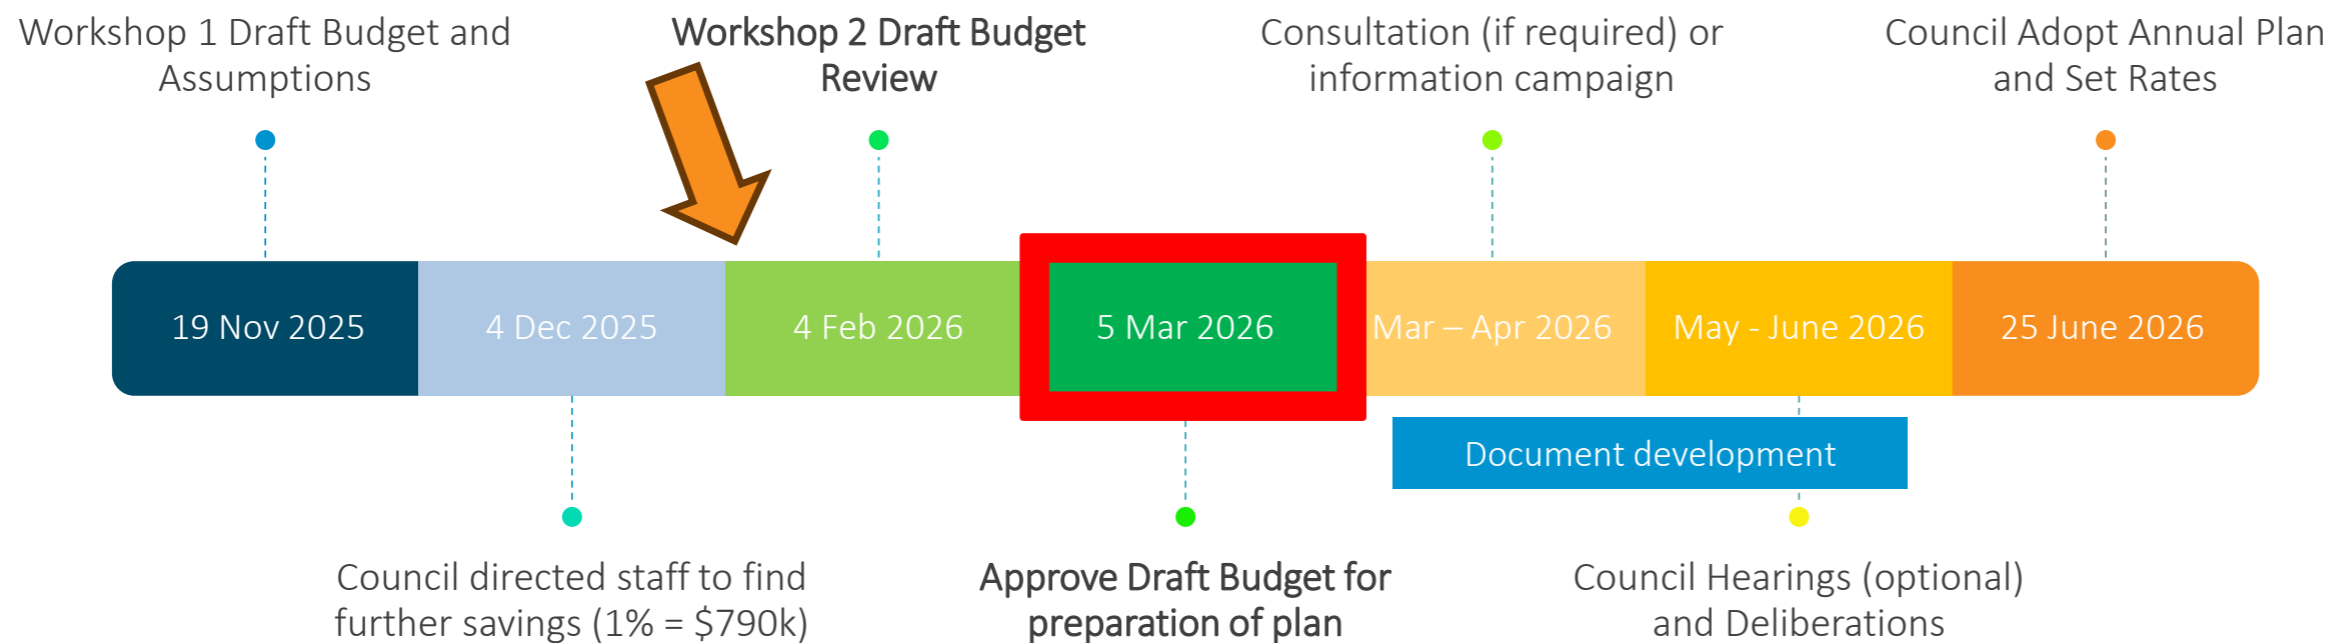 Workshop 1 Draft Budget and
Assumptions
Workshop 2 Draft Budget
Review
Consultation (if required) or
information campaign
Council Adopt Annual Plan
and Set Rates
19 Nov 2025
4 Dec 2025
4 Feb 2026
5 Mar 2026
Mar – Apr 2026
May - June 2026
25 June 2026
Document development
Council directed staff to find
further savings (1% = $790k)
Approve Draft Budget for
preparation of plan
Council Hearings (optional)
and Deliberations